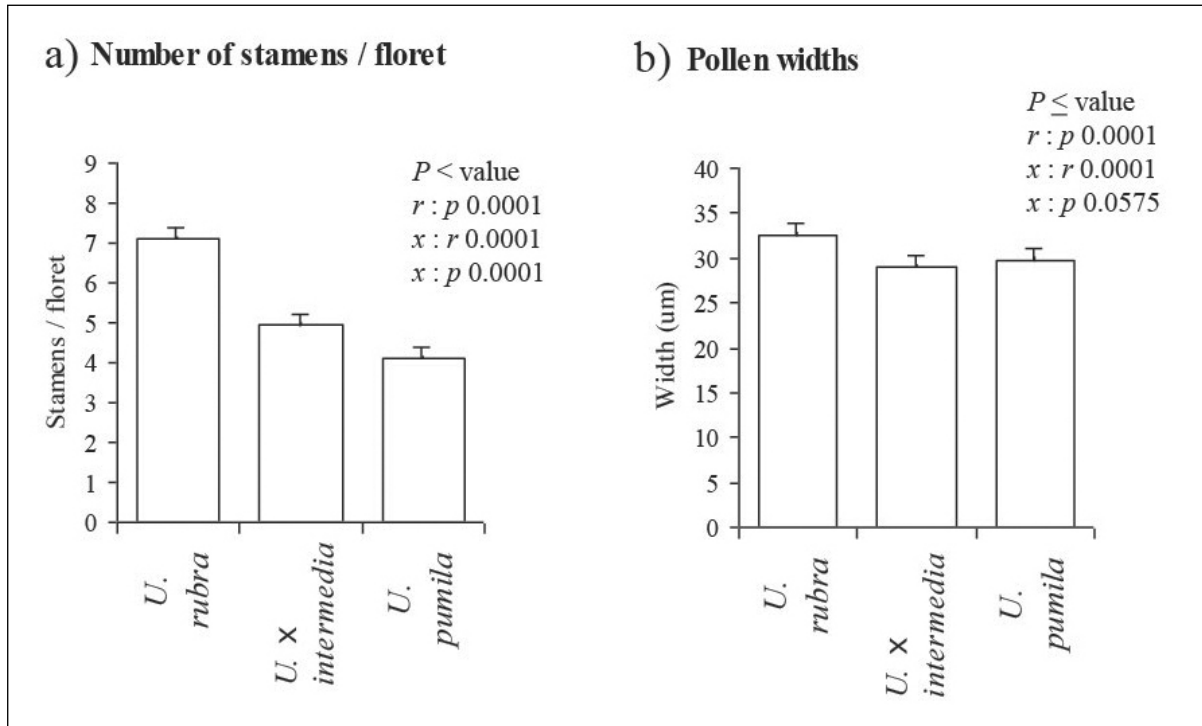 a) Number of stamens / floret
P < value
r : p 0.0001
x : r 0.0001
x : p 0.0001
Stamens / floret
9
8
7
6
5
4
3
2
1
0
U. rubra
U. x intermedia
U. pumila
b) Pollen widths
P ≤ value
r : p 0.0001
x : r 0.0001
x : p 0.0575
Width (um)
40
35
30
25
20
15
10
5
0
U. rubra
U. x intermedia
U. pumila